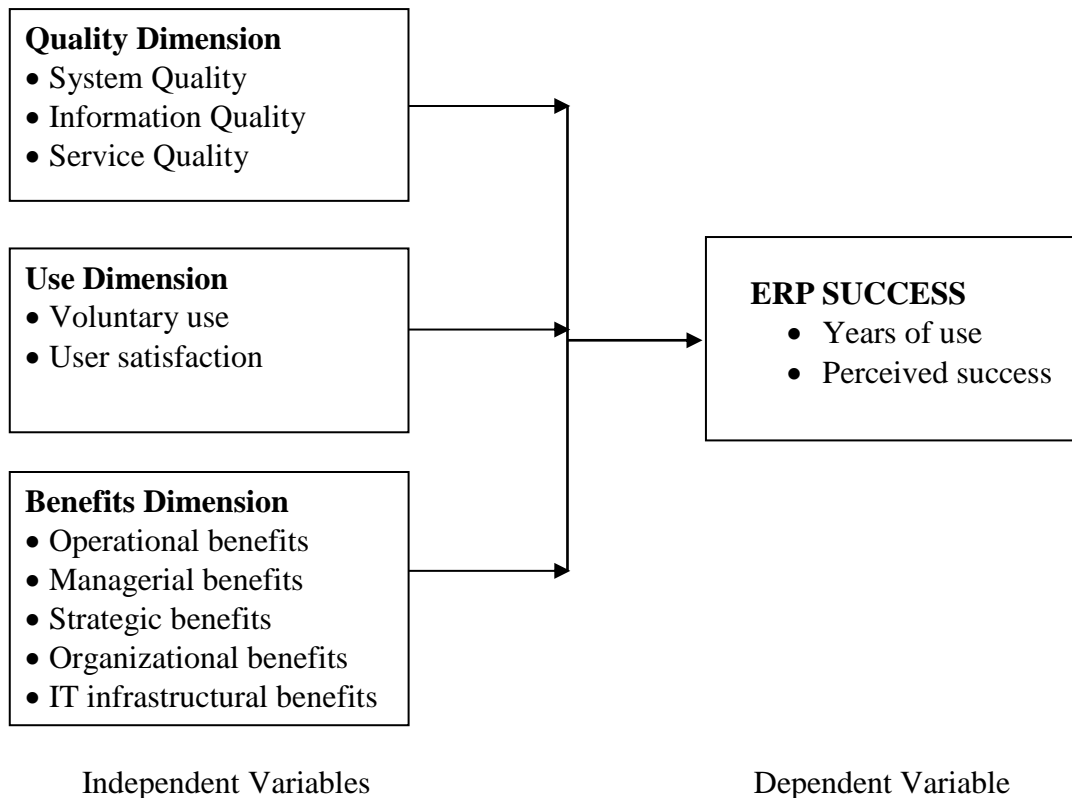 Quality Dimension
• System Quality
• Information Quality
• Service Quality
Use Dimension
• Voluntary use
• User satisfaction
Benefits Dimension
• Operational benefits
• Managerial benefits
• Strategic benefits
• Organizational benefits
• IT infrastructural benefits
ERP SUCCESS
• Years of use
• Perceived success
Independent Variables
Dependent Variable